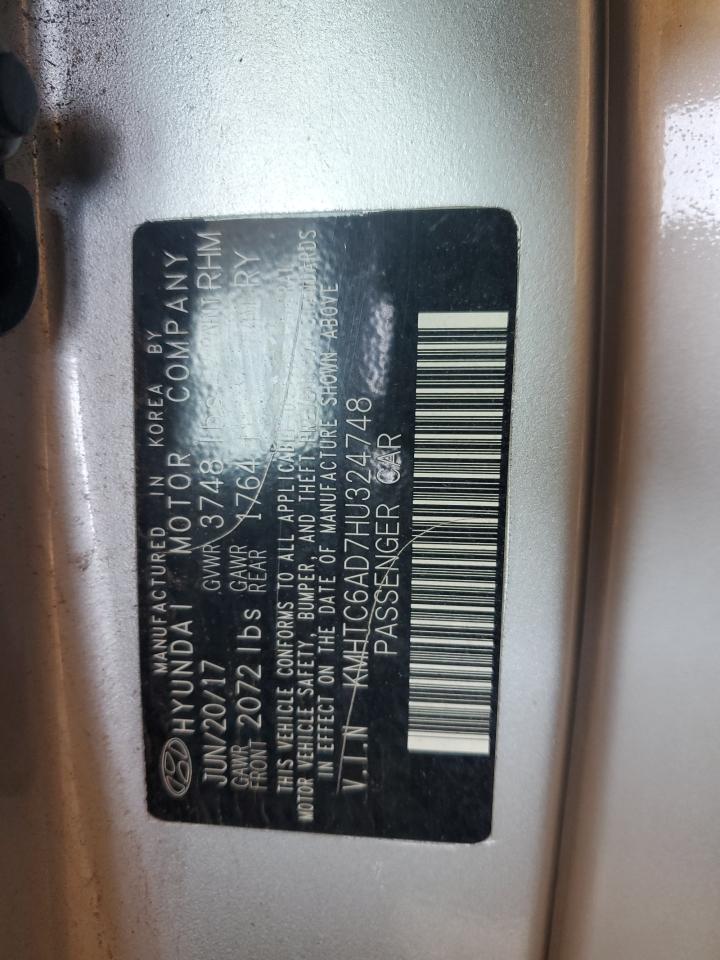 MANUFACTURED IN KOREA BY
HYUNDAI MOTOR COMPANY
JUN/20/17 GVWR 3748 lbs RHM
GAWR FRONT 2072 lbs GAWR REAR 1764 RY
THIS VEHICLE CONFORMS TO ALL APPLICABLE
MOTOR VEHICLE SAFETY, BUMPER, AND THEFT
IN EFFECT ON THE DATE OF MANUFACTURE SHOWN ABOVE
V.I.N KMHTC6AD7HU324748
PASSENGER CAR